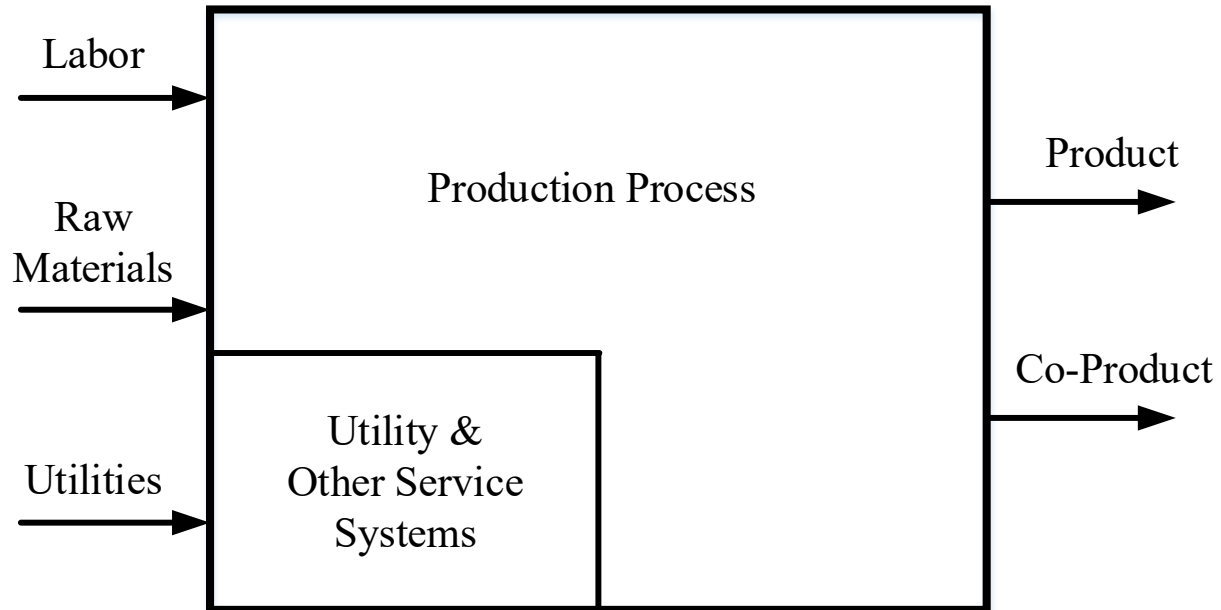 Labor
Raw
Materials
Utilities
Production Process
Utility &
Other Service
Systems
Product
Co-Product